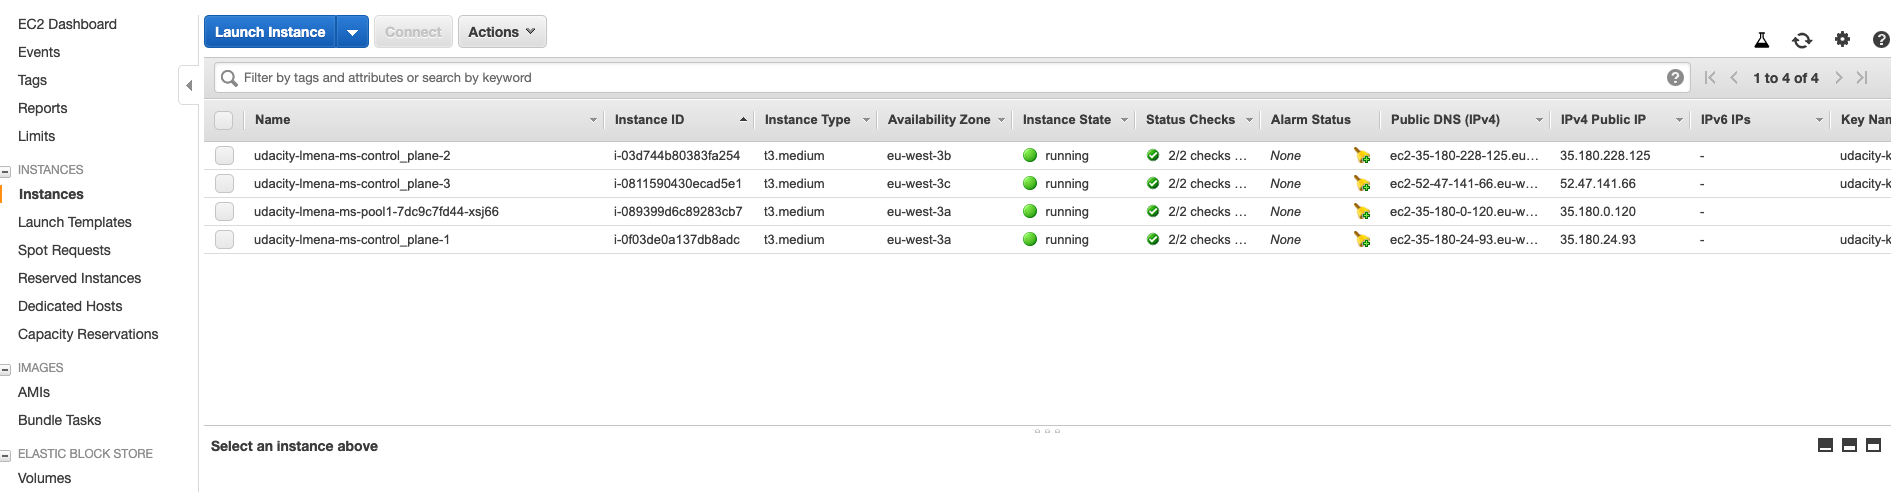 EC2 Dashboard
Events
Tags
Reports
Limits
INSTANCES
Instances
Launch Templates
Spot Requests
Reserved Instances
Dedicated Hosts
Capacity Reservations
IMAGES
AMIs
Bundle Tasks
ELASTIC BLOCK STORE
Volumes
Launch Instance Connect Actions
Filter by tags and attributes or search by keyword 1 to 4 of 4
Name Instance ID Instance Type Availability Zone Instance State Status Checks Alarm Status Public DNS (IPv4) IPv4 Public IP IPv6 IPs Key Nam
udacity-lmena-ms-control_plane-2 i-03d744b80383fa254 t3.medium eu-west-3b running 2/2 checks ... None ec2-35-180-228-125.eu... 35.180.228.125 - udacity-k
udacity-lmena-ms-control_plane-3 i-0811590430ecad5e1 t3.medium eu-west-3c running 2/2 checks ... None ec2-52-47-141-66.eu-w... 52.47.141.66 - udacity-k
udacity-lmena-ms-pool1-7dc9c7fd44-xsj66 i-089399d6c89283cb7 t3.medium eu-west-3a running 2/2 checks ... None ec2-35-180-0-120.eu-w... 35.180.0.120 -
udacity-lmena-ms-control_plane-1 i-0f03de0a137db8adc t3.medium eu-west-3a running 2/2 checks ... None ec2-35-180-24-93.eu-w... 35.180.24.93 - udacity-k
Select an instance above